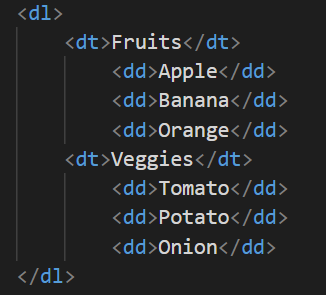 <dl>
<dt>Fruits</dt>
<dd>Apple</dd>
<dd>Banana</dd>
<dd>Orange</dd>
<dt>Veggies</dt>
<dd>Tomato</dd>
<dd>Potato</dd>
<dd>Onion</dd>
</dl>